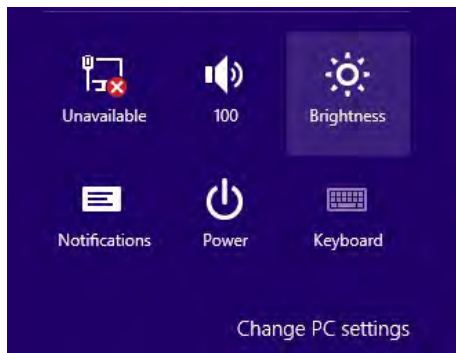 Unavailable 100 Brightness
Notifications Power Keyboard
Change PC settings